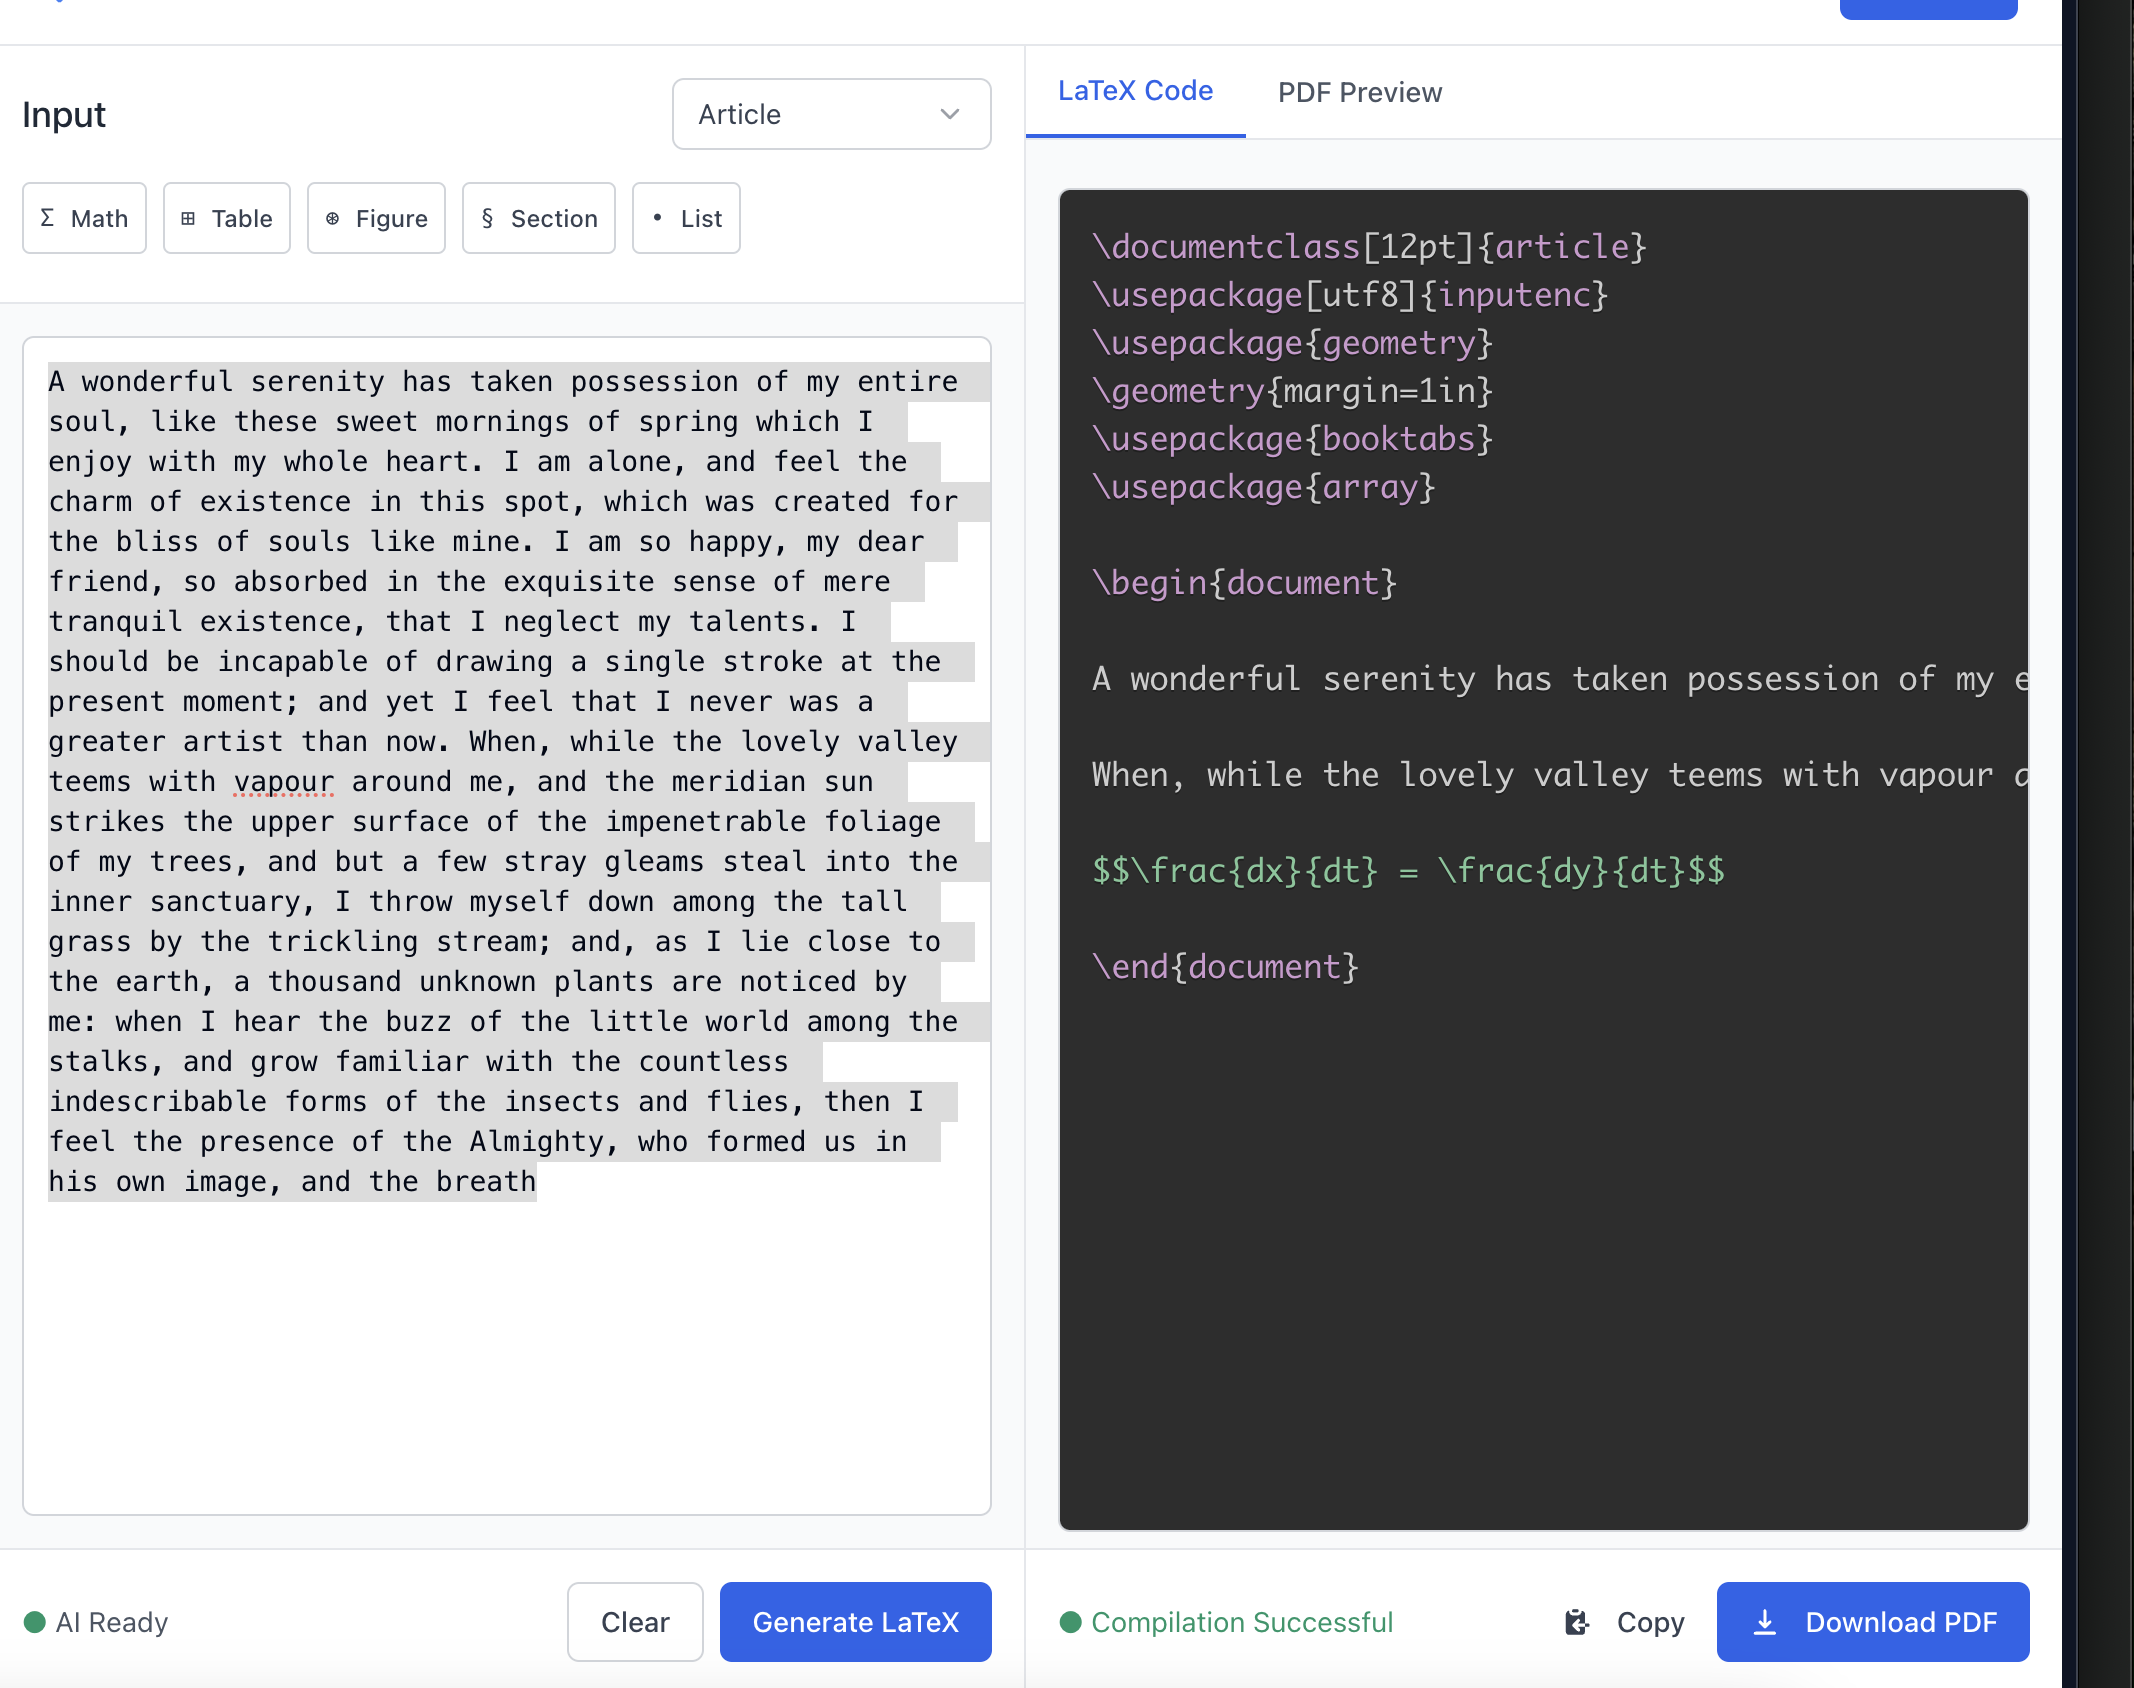 Input
Article
Σ Math
⊞ Table
⊛ Figure
§ Section
• List
A wonderful serenity has taken possession of my entire
soul, like these sweet mornings of spring which I
enjoy with my whole heart. I am alone, and feel the
charm of existence in this spot, which was created for
the bliss of souls like mine. I am so happy, my dear
friend, so absorbed in the exquisite sense of mere
tranquil existence, that I neglect my talents. I
should be incapable of drawing a single stroke at the
present moment; and yet I feel that I never was a
greater artist than now. When, while the lovely valley
teems with vapour around me, and the meridian sun
strikes the upper surface of the impenetrable foliage
of my trees, and but a few stray gleams steal into the
inner sanctuary, I throw myself down among the tall
grass by the trickling stream; and, as I lie close to
the earth, a thousand unknown plants are noticed by
me: when I hear the buzz of the little world among the
stalks, and grow familiar with the countless
indescribable forms of the insects and flies, then I
feel the presence of the Almighty, who formed us in
his own image, and the breath
AI Ready
Clear
Generate LaTeX
LaTeX Code
PDF Preview
\documentclass[12pt]{article}
\usepackage[utf8]{inputenc}
\usepackage{geometry}
\geometry{margin=1in}
\usepackage{booktabs}
\usepackage{array}
\begin{document}
A wonderful serenity has taken possession of my e
When, while the lovely valley teems with vapour a
$$\frac{dx}{dt} = \frac{dy}{dt}$$
\end{document}
Compilation Successful
Copy
Download PDF